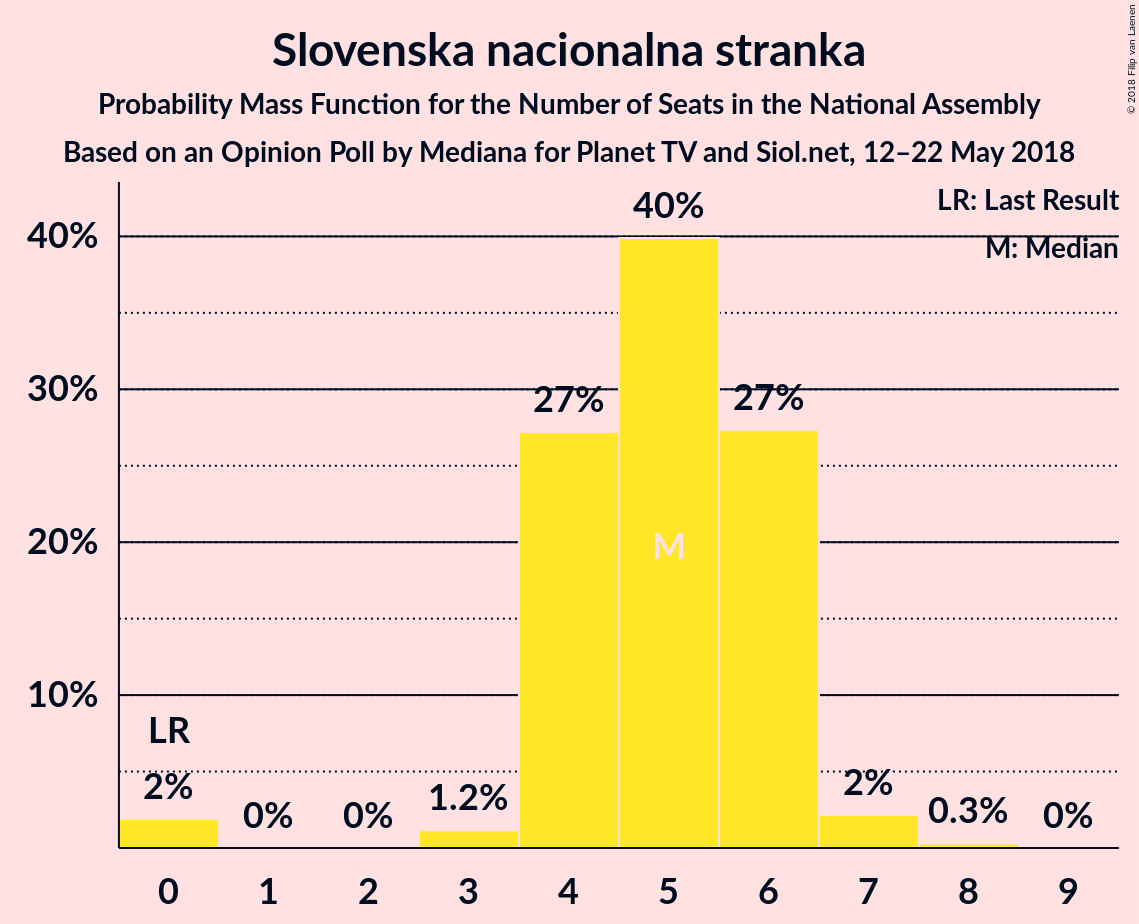 Slovenska nacionalna stranka
Probability Mass Function for the Number of Seats in the National Assembly
Based on an Opinion Poll by Mediana for Planet TV and Siol.net, 12–22 May 2018
© 2018 Filip van Laenen
LR: Last Result
M: Median
40%
30%
20%
10%
LR
2%
0%
0%
1.2%
27%
40%
M
27%
2%
0.3%
0%
0 1 2 3 4 5 6 7 8 9